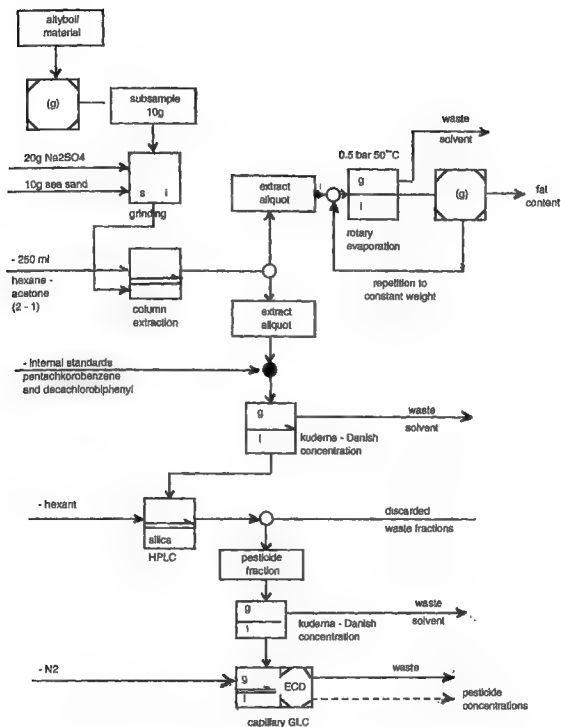 altyboll
material
(g)
subsample
10g
20g Na2SO4
10g sea sand
s i
grinding
- 250 ml
hexane -
acetone
(2 - 1)
column
extraction
extract
aliquot
i
0.5 bar 50°°C
g
l
rotary
evaporation
waste
solvent
(g)
fat
content
repetition to
constant weight
extract
aliquot
- Internal standards
pentachkorobenzene
and decachlorobiphenyl
g
l
waste
solvent
kuderna - Danish
concentration
- hexant
silica
HPLC
discarded
waste fractions
pesticide
fraction
g
i
waste
solvent
kuderna - Danish
concentration
- N2
g
l
ECD
waste
pesticide
concentrations
capillary GLC